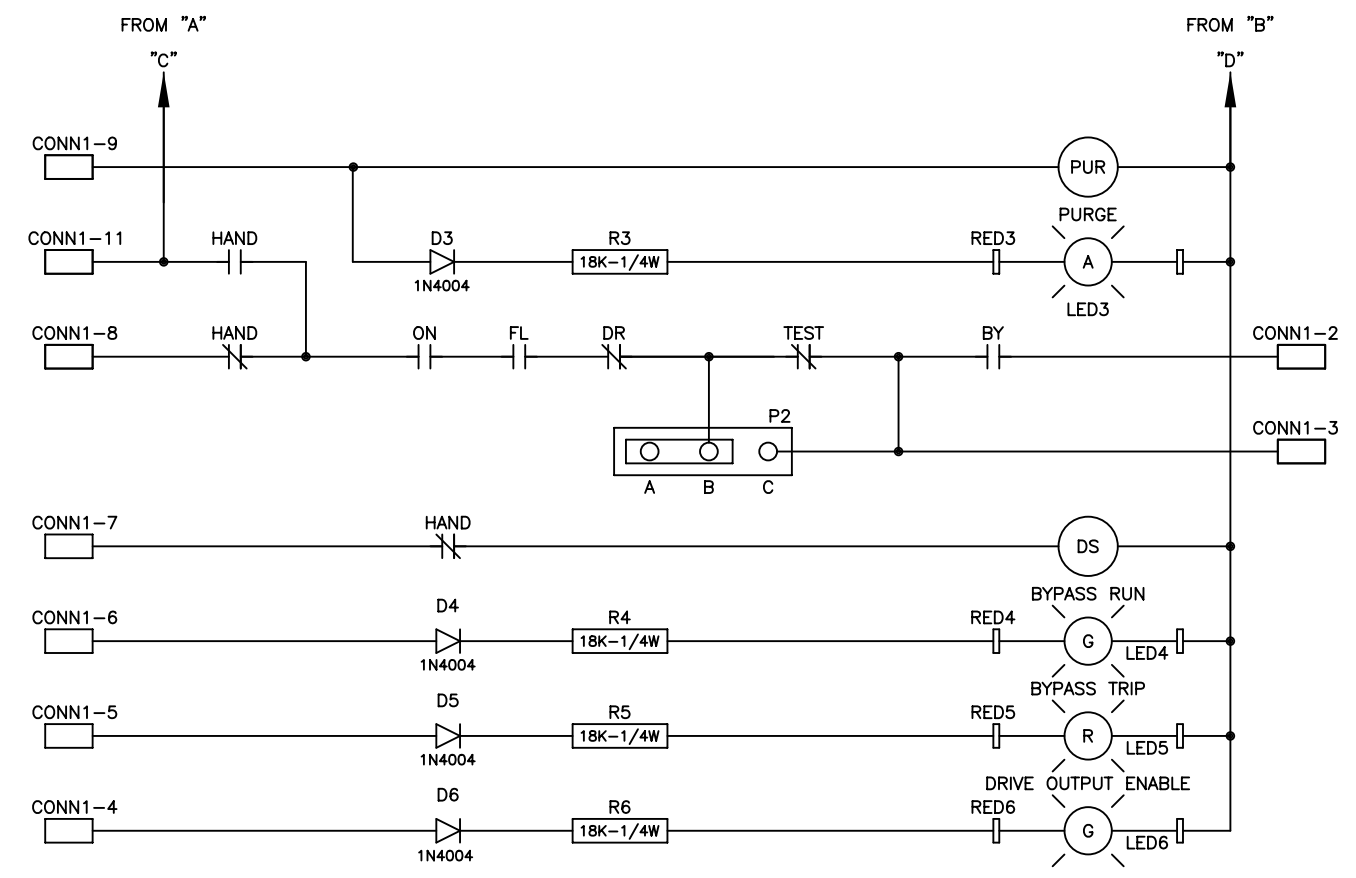 FROM "A"
FROM "B"
"C"
"D"
CONN1-9
PUR
PURGE
CONN1-11
HAND
D3
R3
RED3
18K-1/4W
A
1N4004
LED3
CONN1-8
HAND
ON
FL
DR
TEST
BY
CONN1-2
P2
CONN1-3
A
B
C
CONN1-7
HAND
DS
BYPASS RUN
CONN1-6
D4
R4
RED4
18K-1/4W
G
LED4
1N4004
BYPASS TRIP
CONN1-5
D5
R5
RED5
18K-1/4W
R
LED5
1N4004
DRIVE OUTPUT ENABLE
CONN1-4
D6
R6
RED6
18K-1/4W
G
LED6
1N4004